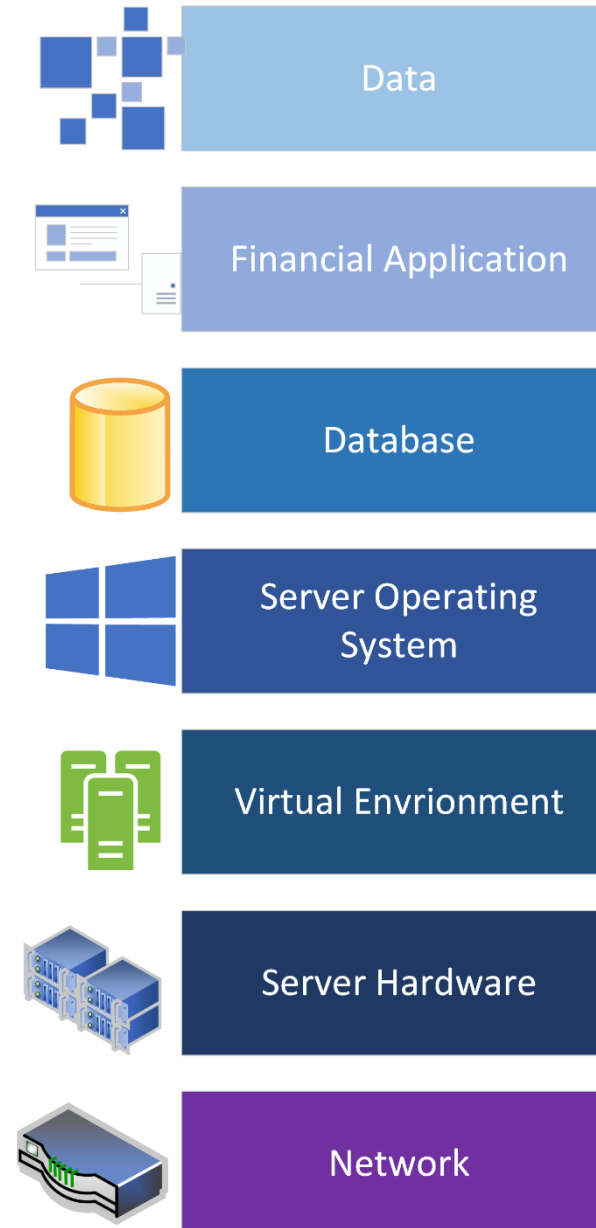 Data
Financial Application
Database
Server Operating
System
Virtual Envrionment
Server Hardware
Network